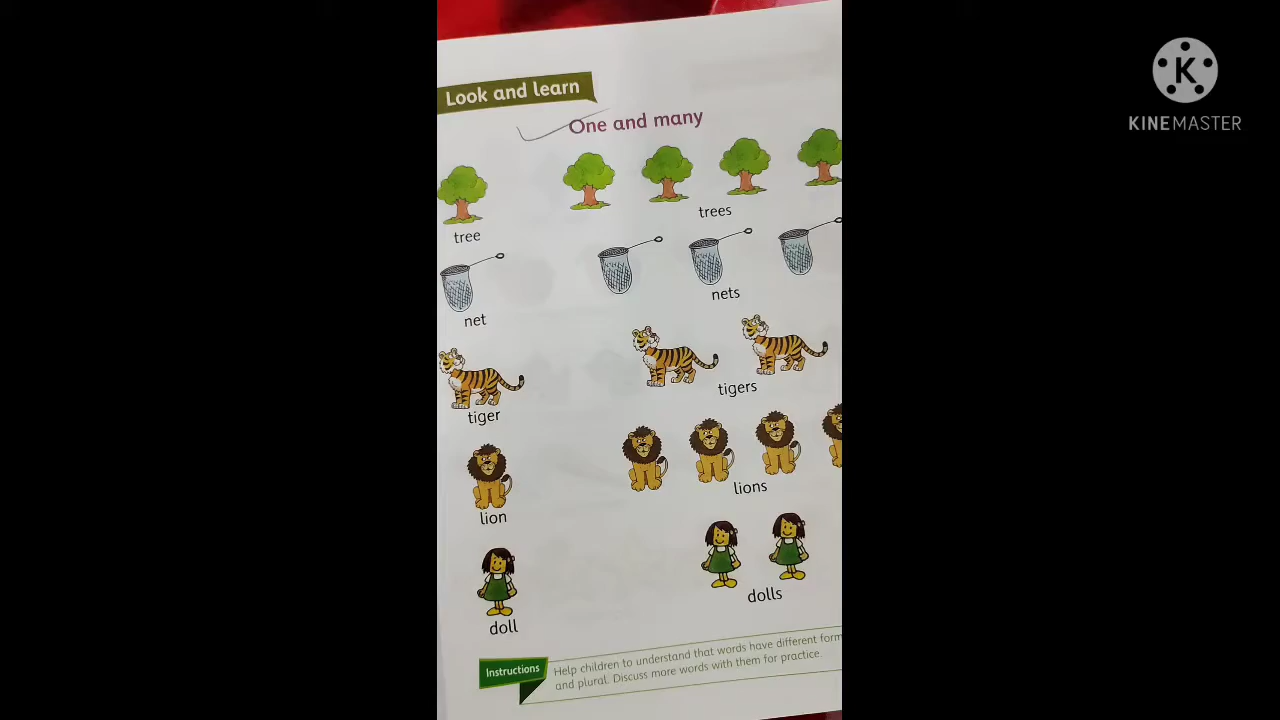 Look and learn
One and many
tree
trees
net
nets
tiger
tigers
lion
lions
doll
dolls
Instructions
Help children to understand that words have different form
and plural. Discuss more words with them for practice.
K
KINEMASTER